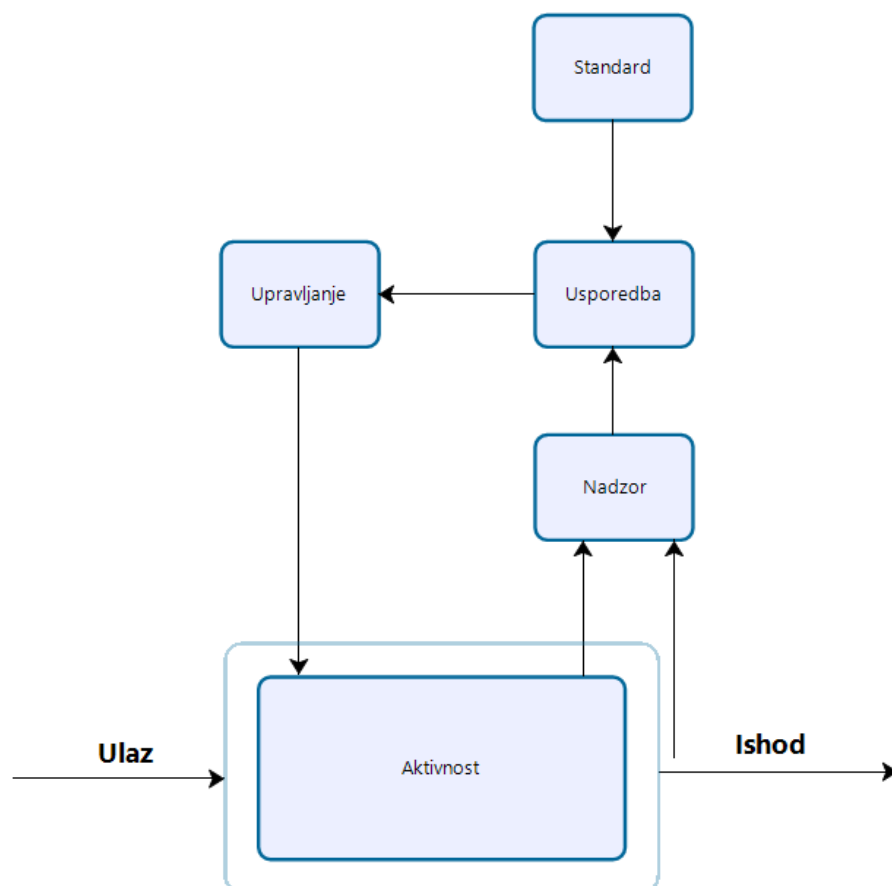 Standard
Upravljanje
Usporedba
Nadzor
Ulaz
Aktivnost
Ishod